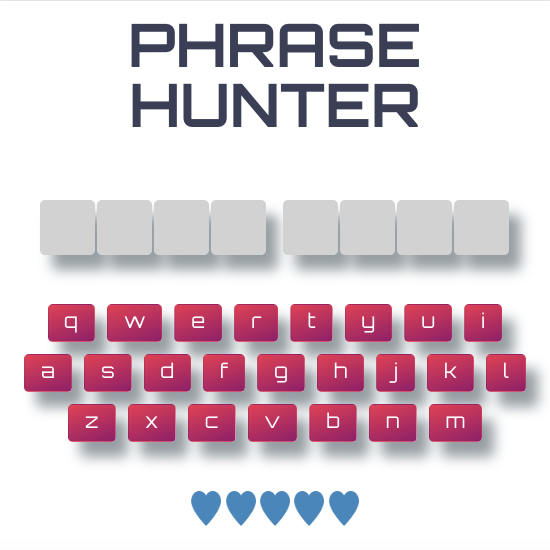 PHRASE
HUNTER
q w e r t y u i
a s d f g h j k l
z x c v b n m